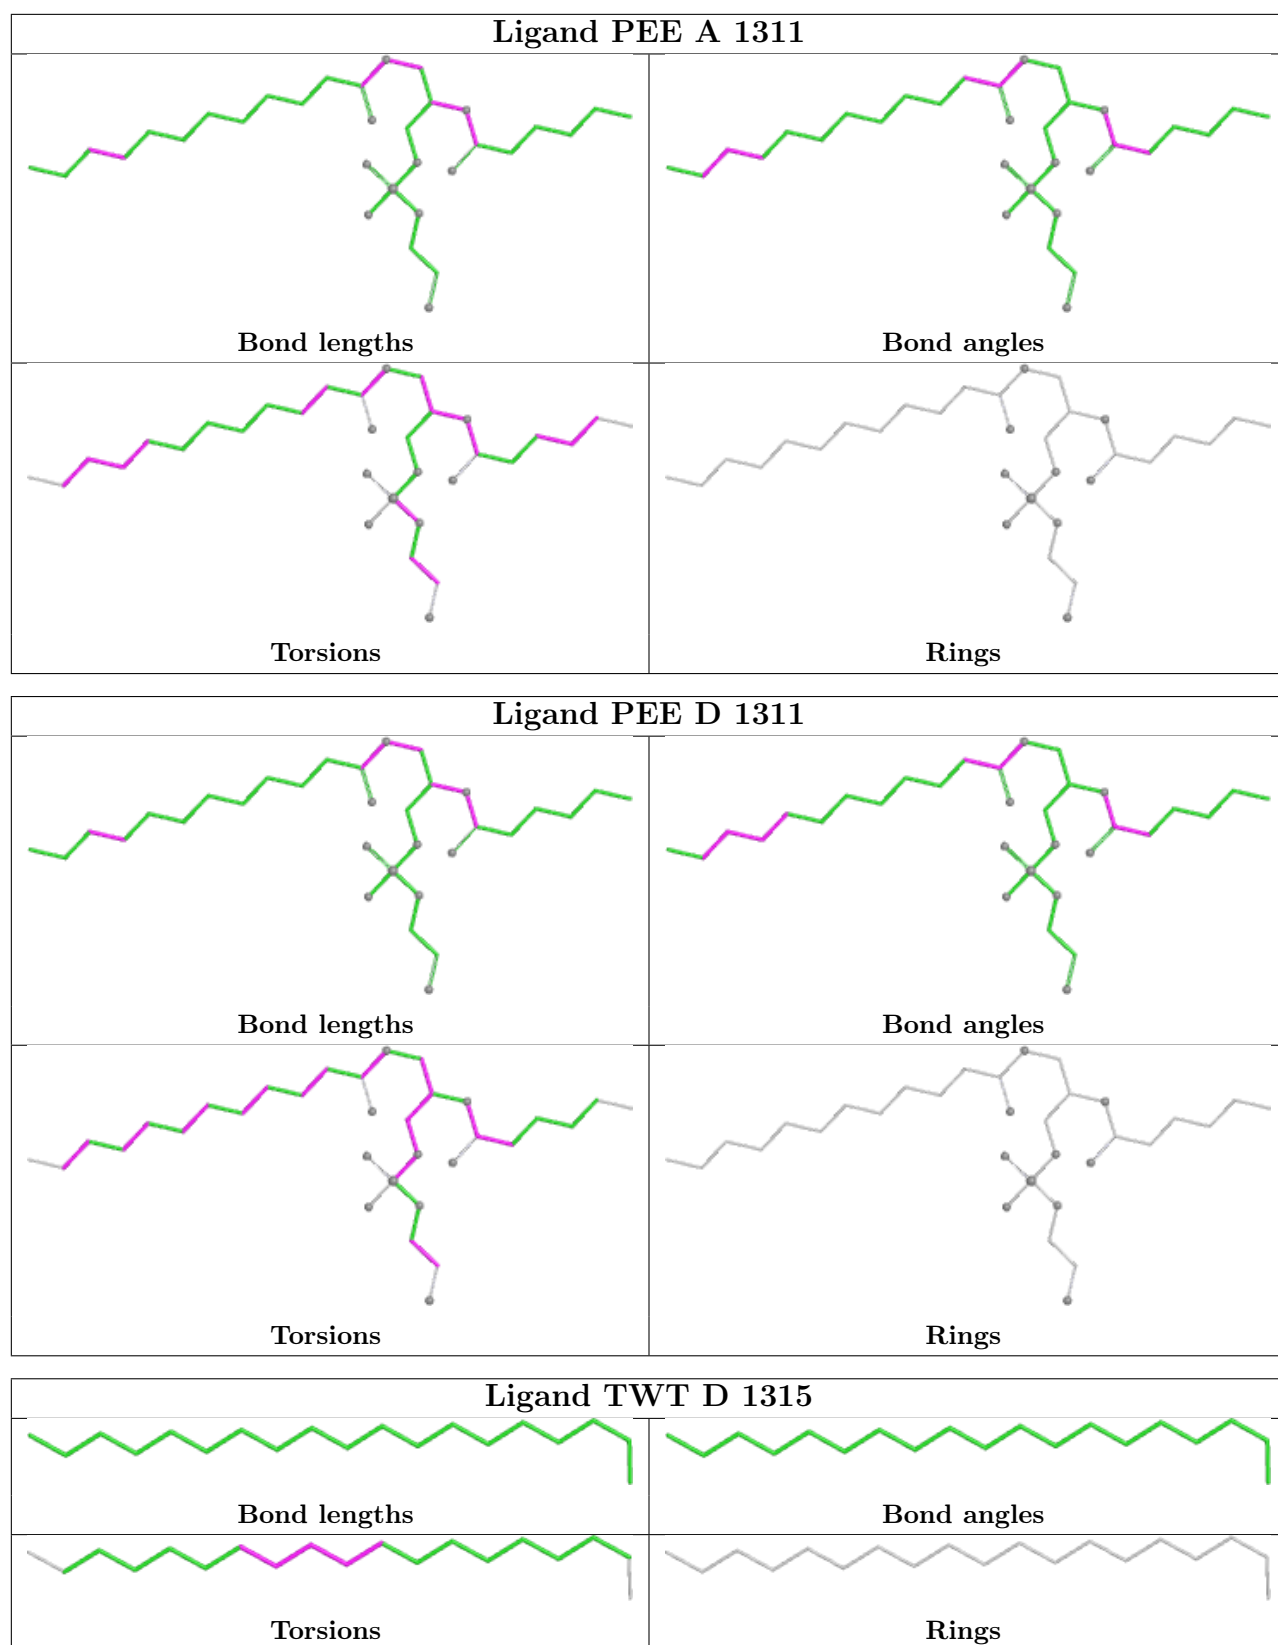 Ligand PEE A 1311
Bond lengths
Bond angles
Torsions
Rings
Ligand PEE D 1311
Bond lengths
Bond angles
Torsions
Rings
Ligand TWT D 1315
Bond lengths
Bond angles
Torsions
Rings